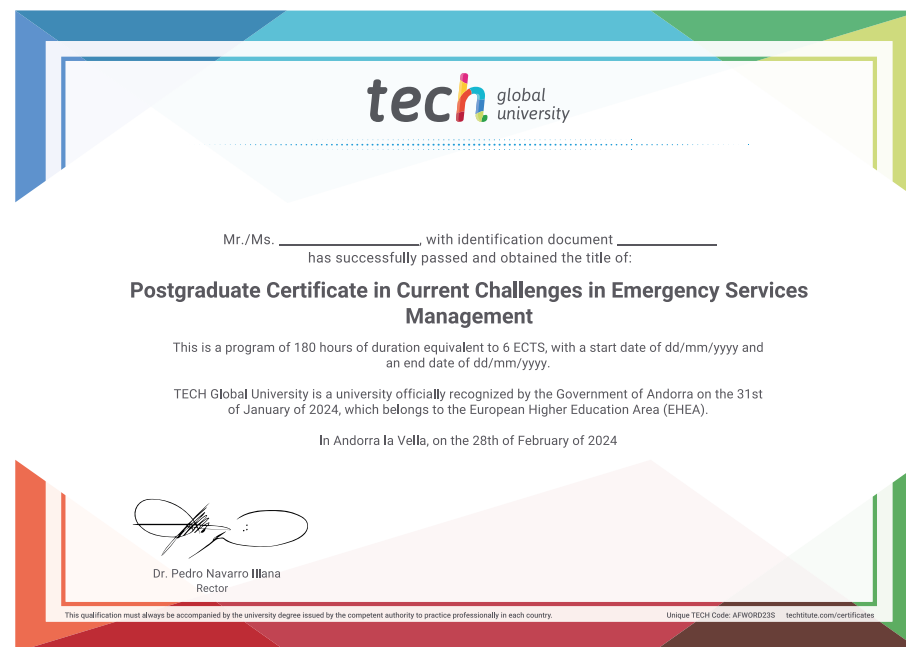 tech global university
Mr./Ms. ________________, with identification document ____________
has successfully passed and obtained the title of:
Postgraduate Certificate in Current Challenges in Emergency Services
Management
This is a program of 180 hours of duration equivalent to 6 ECTS, with a start date of dd/mm/yyyy and
an end date of dd/mm/yyyy.
TECH Global University is a university officially recognized by the Government of Andorra on the 31st
of January of 2024, which belongs to the European Higher Education Area (EHEA).
In Andorra la Vella, on the 28th of February of 2024
Dr. Pedro Navarro Illana
Rector
This qualification must always be accompanied by the university degree issued by the competent authority to practice professionally in each country. Unique TECH Code: AFWORD23S techtitute.com/certificates